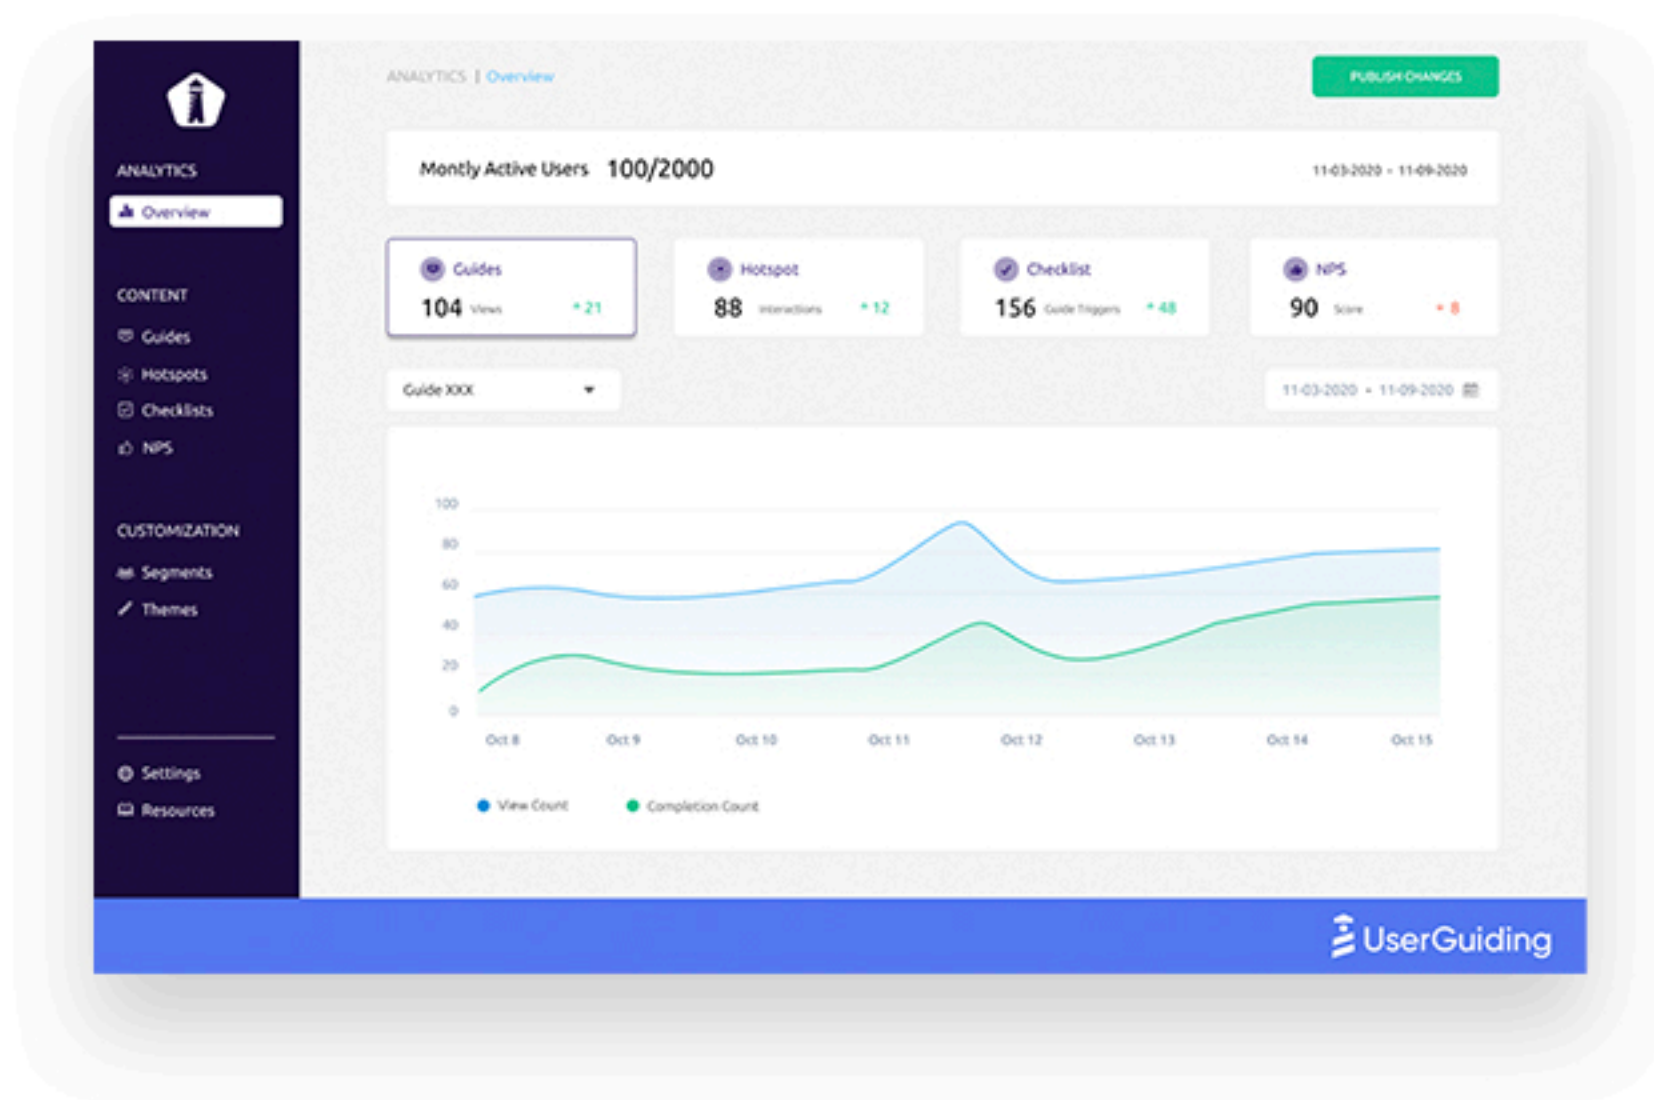 ANALYTICS
Overview
CONTENT
Guides
Hotspots
Checklists
NPS
CUSTOMIZATION
Segments
Themes
Settings
Resources
ANALYTICS | Overview
PUBLISH CHANGES
Montly Active Users 100/2000
11-03-2020 - 11-09-2020
Guides
104 Views 21
Hotspot
88 Interactions 12
Checklist
156 Guide Triggers 48
NPS
90 Score 8
Guide XXX
11-03-2020 - 11-09-2020
100
80
60
40
20
0
Oct 8 Oct 9 Oct 10 Oct 11 Oct 12 Oct 13 Oct 14 Oct 15
View Count Completion Count
UserGuiding